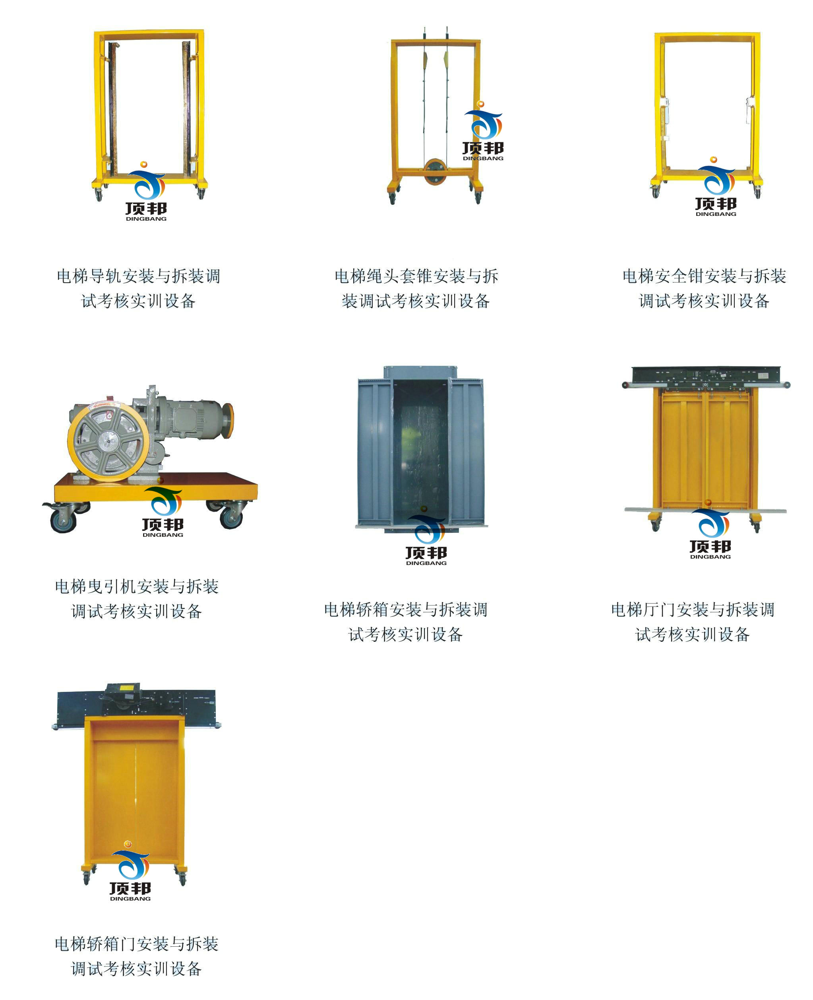 顶邦
DINGBANG
顶邦
DINGBANG
顶邦
DINGBANG
电梯导轨安装与拆装调
试考核实训设备
电梯绳头套锥安装与拆
装调试考核实训设备
电梯安全钳安装与拆装
调试考核实训设备
顶邦
DINGBANG
顶邦
DINGBANG
顶邦
DINGBANG
电梯曳引机安装与拆装
调试考核实训设备
电梯轿箱安装与拆装调
试考核实训设备
电梯厅门安装与拆装调
试考核实训设备
顶邦
DINGBANG
电梯轿箱门安装与拆装
调试考核实训设备